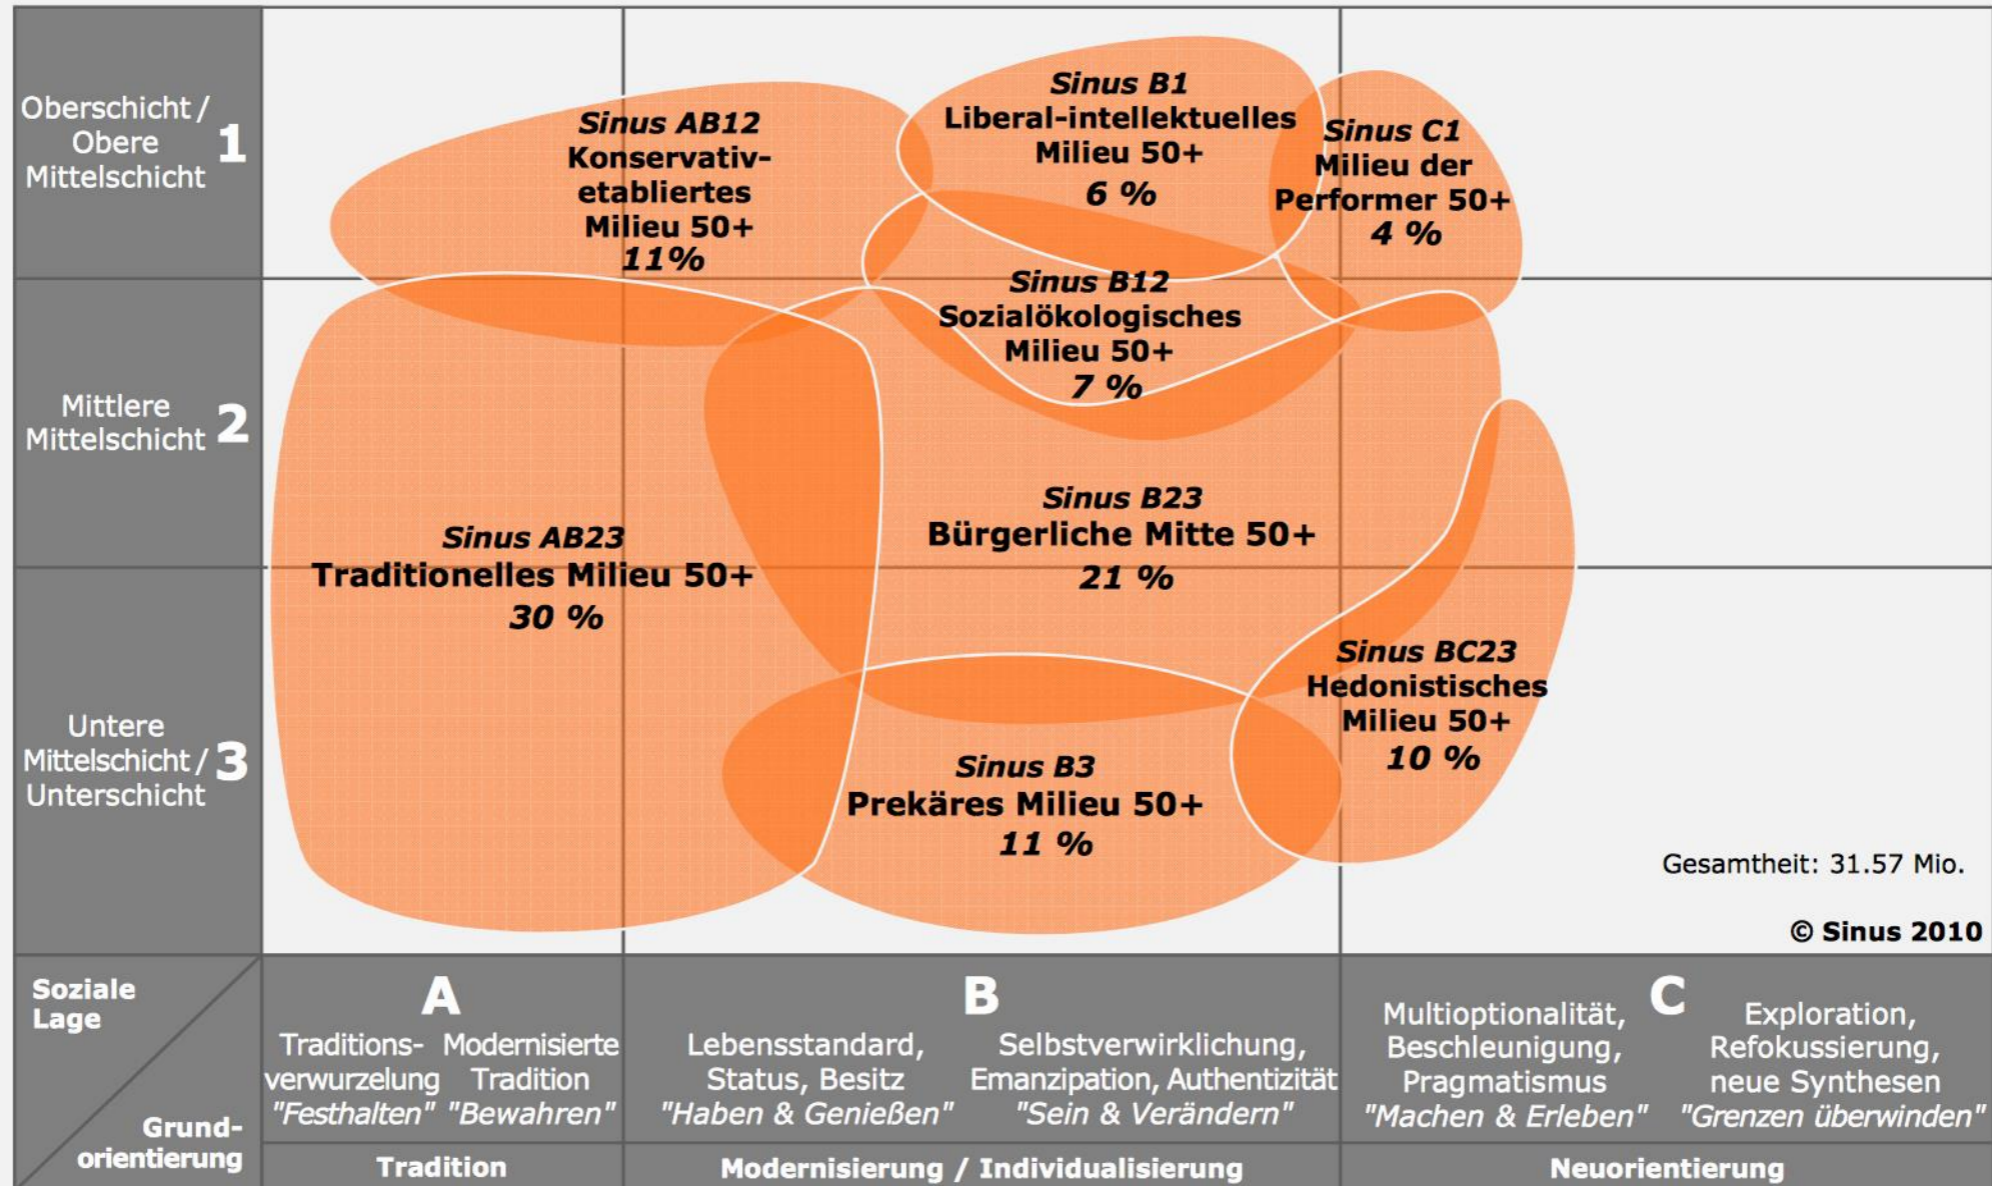 Oberschicht /
Obere
Mittelschicht
1
Mittlere
Mittelschicht
2
Untere
Mittelschicht /
Unterschicht
3
Sinus AB12
Konservativ-
etabliertes
Milieu 50+
11%
Sinus B1
Liberal-intellektuelles
Milieu 50+
6 %
Sinus C1
Milieu der
Performer 50+
4 %
Sinus B12
Sozialökologisches
Milieu 50+
7 %
Sinus AB23
Traditionelles Milieu 50+
30 %
Sinus B23
Bürgerliche Mitte 50+
21 %
Sinus BC23
Hedonistisches
Milieu 50+
10 %
Sinus B3
Prekäres Milieu 50+
11 %
Gesamtheit: 31.57 Mio.
© Sinus 2010
Soziale
Lage
Grund-
orientierung
A
Traditions-
verwurzelung
"Festhalten"
Modernisierte
Tradition
"Bewahren"
Tradition
B
Lebensstandard,
Status, Besitz
"Haben & Genießen"
Selbstverwirklichung,
Emanzipation, Authentizität
"Sein & Verändern"
Modernisierung / Individualisierung
C
Multioptionalität,
Beschleunigung,
Pragmatismus
"Machen & Erleben"
Exploration,
Refokussierung,
neue Synthesen
"Grenzen überwinden"
Neuorientierung